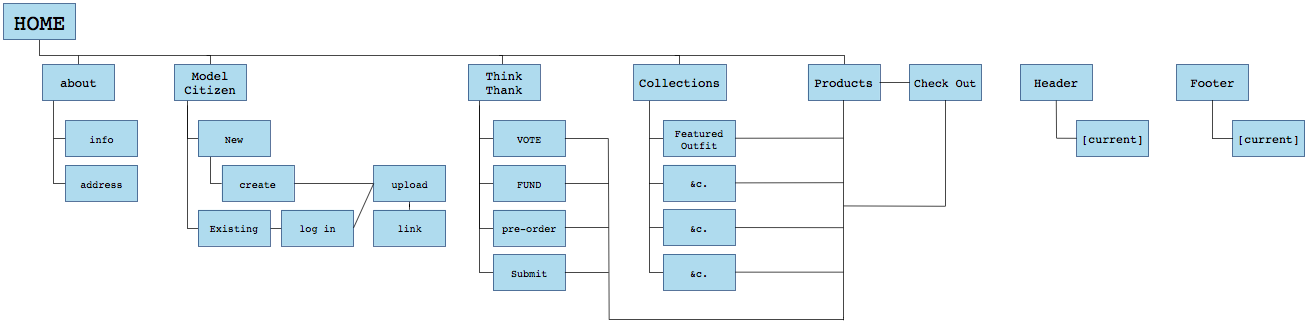 HOME
about
Model
Citizen
Think
Thank
Collections
Products
Check Out
Header
Footer
info
address
New
create
upload
Existing
log in
link
VOTE
FUND
pre-order
Submit
Featured
Outfit
&c.
&c.
&c.
[current]
[current]